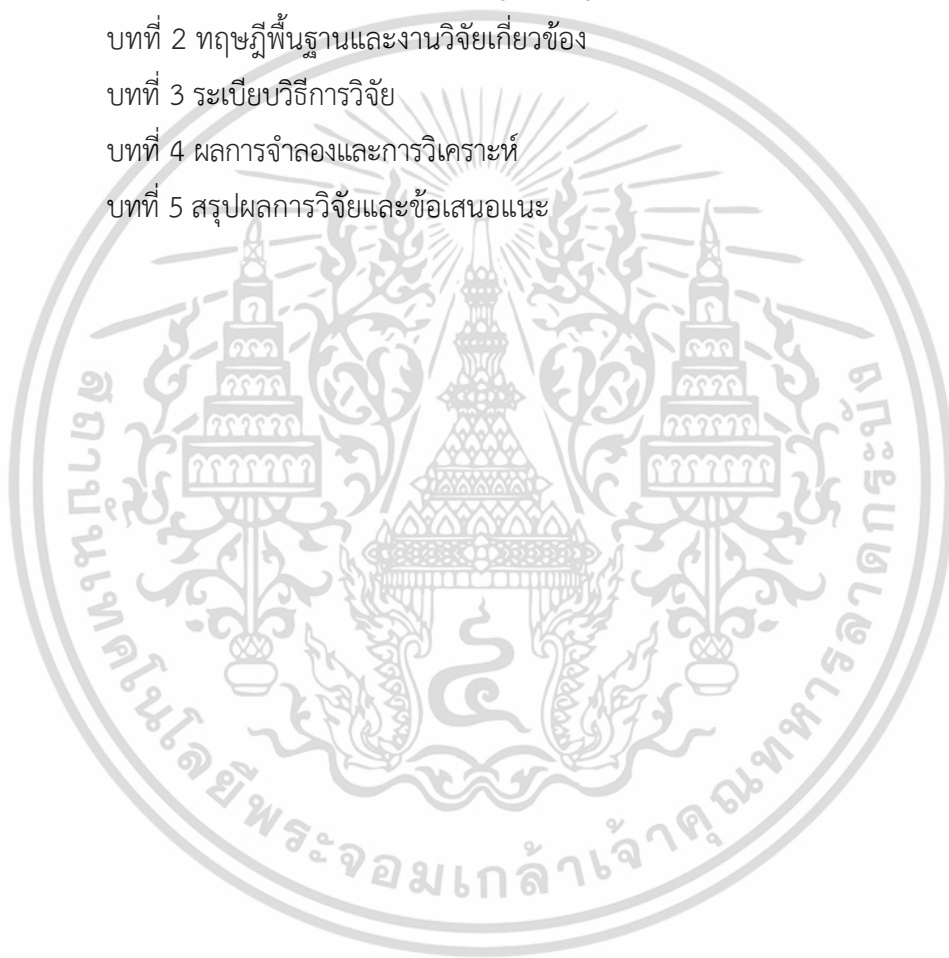 บทที่ 2 ทฤษฎีพื้นฐานและงานวิจัยเกี่ยวข้อง
บทที่ 3 ระเบียบวิธีการวิจัย
บทที่ 4 ผลการจำลองและการวิเคราะห์
บทที่ 5 สรุปผลการวิจัยและข้อเสนอแนะ
สถาบันเทคโนโลยีพระจอมเกล้าเจ้าคุณทหารลาดกระบัง